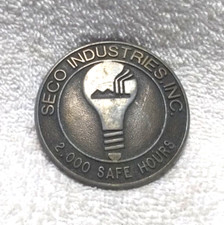 SECO INDUSTRIES INC.
2,000 SAFE HOURS